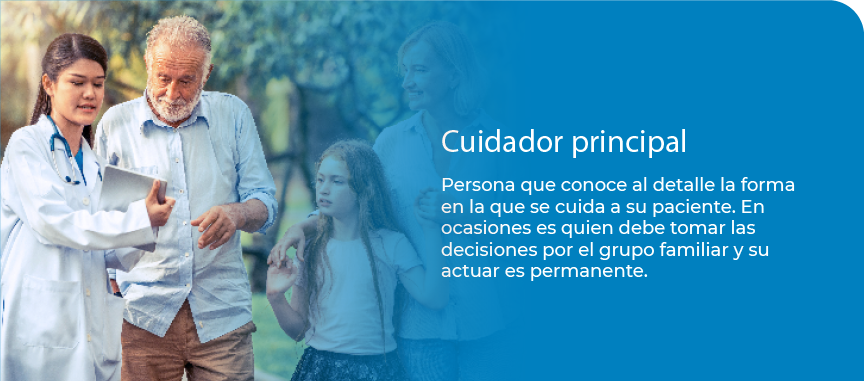 Cuidador principal
Persona que conoce al detalle la forma
en la que se cuida a su paciente. En
ocasiones es quien debe tomar las
decisiones por el grupo familiar y su
actuar es permanente.